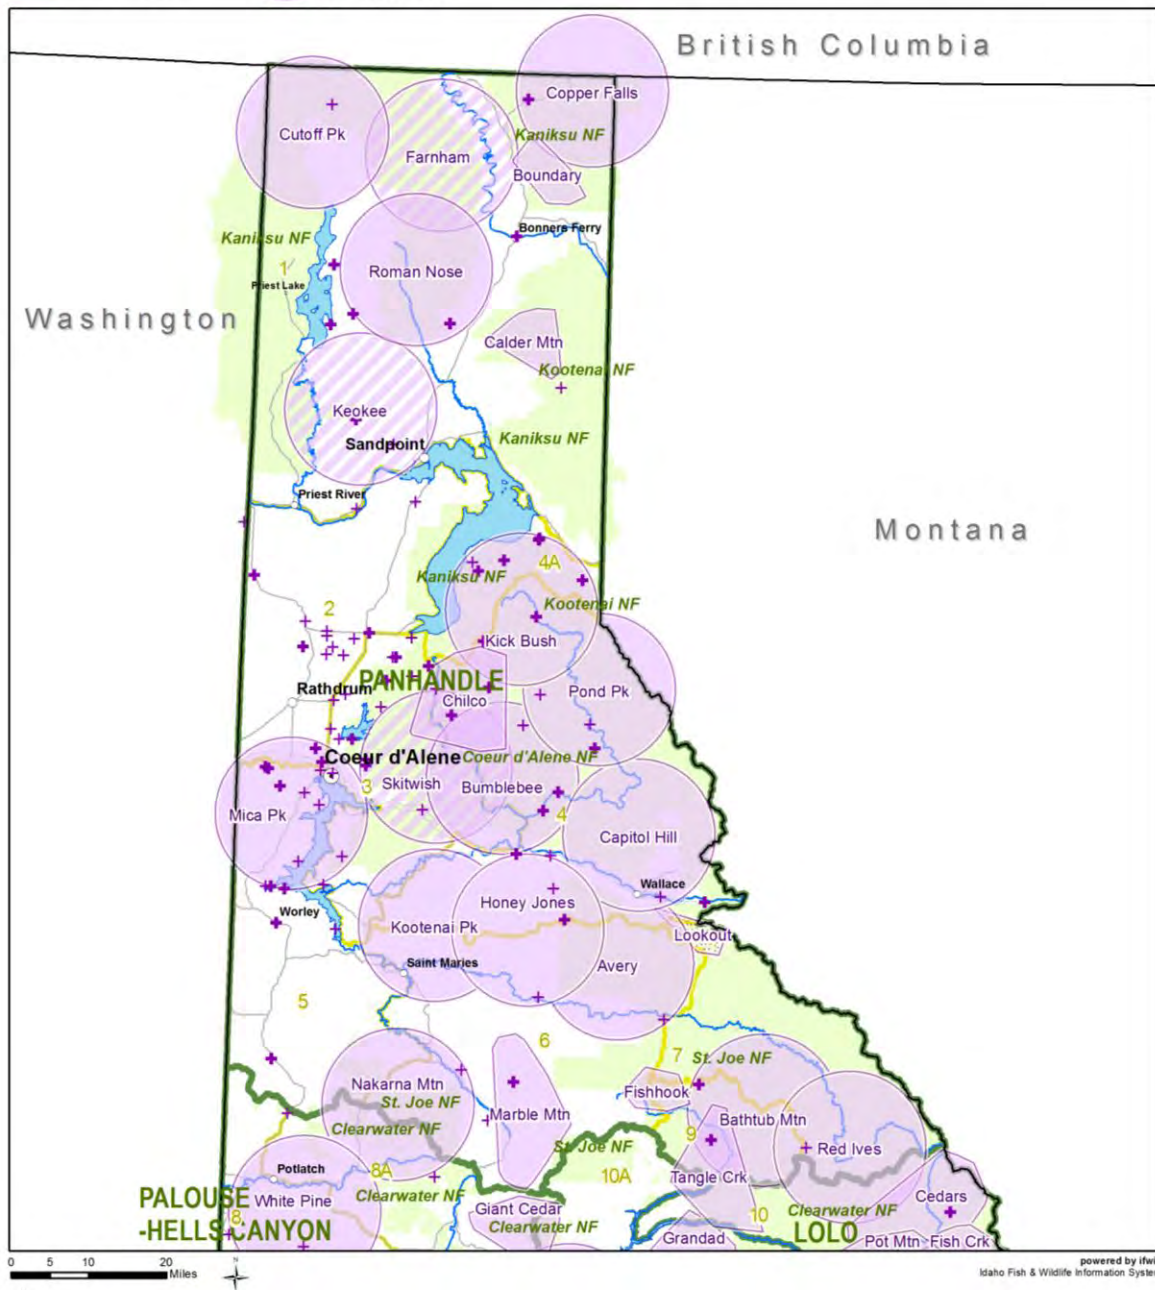 British Columbia
Copper Falls
Cutoff Pk
Kaniksu NF
Farnham
Boundary
Bonners Ferry
Kaniksu NF
1
Roman Nose
Priest Lake
Washington
Calder Mtn
Kootenai NF
Keokee
Kaniksu NF
Sandpoint
Priest River
Montana
4A
Kaniksu NF
Kootenai NF
2
Kick Bush
PANHANDLE
Rathdrum
Pond Pk
Chilco
Coeur d'Alene
Coeur d'Alene NF
Skitwish
Bumblebee
3
Mica Pk
4
Capitol Hill
Wallace
Honey Jones
Worley
Kootenai Pk
Lookout
Saint Maries
Avery
5
6
7
St. Joe NF
Nakarna Mtn
Fishhook
St. Joe NF
Marble Mtn
Bathtub Mtn
Clearwater NF
9
St. Joe NF
Red Ives
Potlatch
8A
10A
Tangle Crk
PALOUSE
White Pine
Clearwater NF
Cedars
8
Giant Cedar
10
Clearwater NF
-HELLS CANYON
Clearwater NF
LOLO
Grandad
Pot Mtn
Fish Crk
0 5 10 20
Miles
N
powered by ifwi
Idaho Fish & Wildlife Information Syste